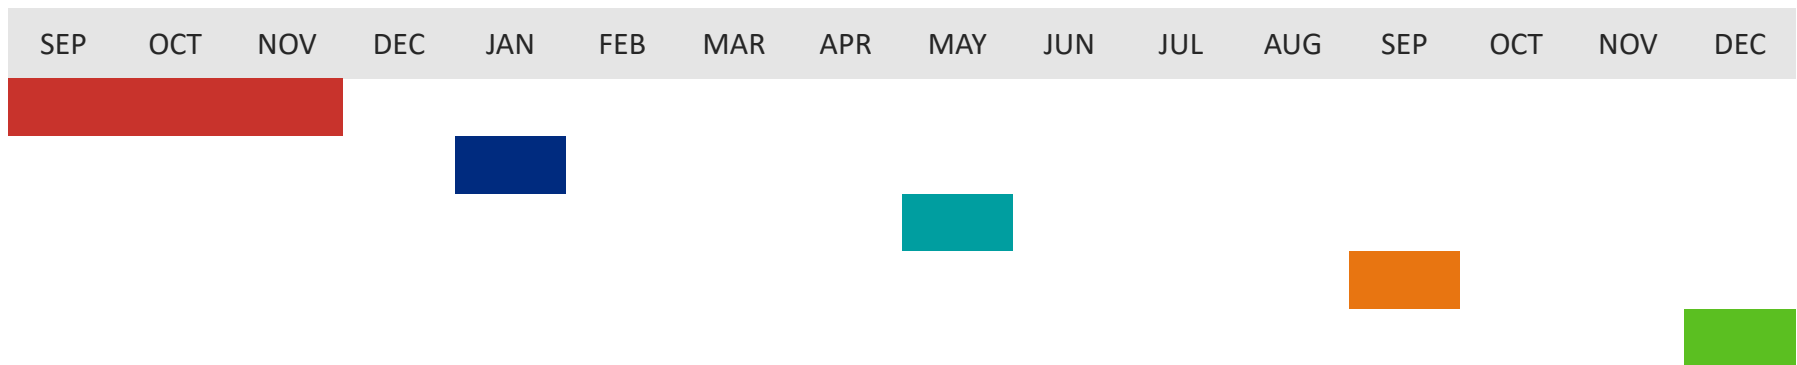 SEP OCT NOV DEC JAN FEB MAR APR MAY JUN JUL AUG SEP OCT NOV DEC